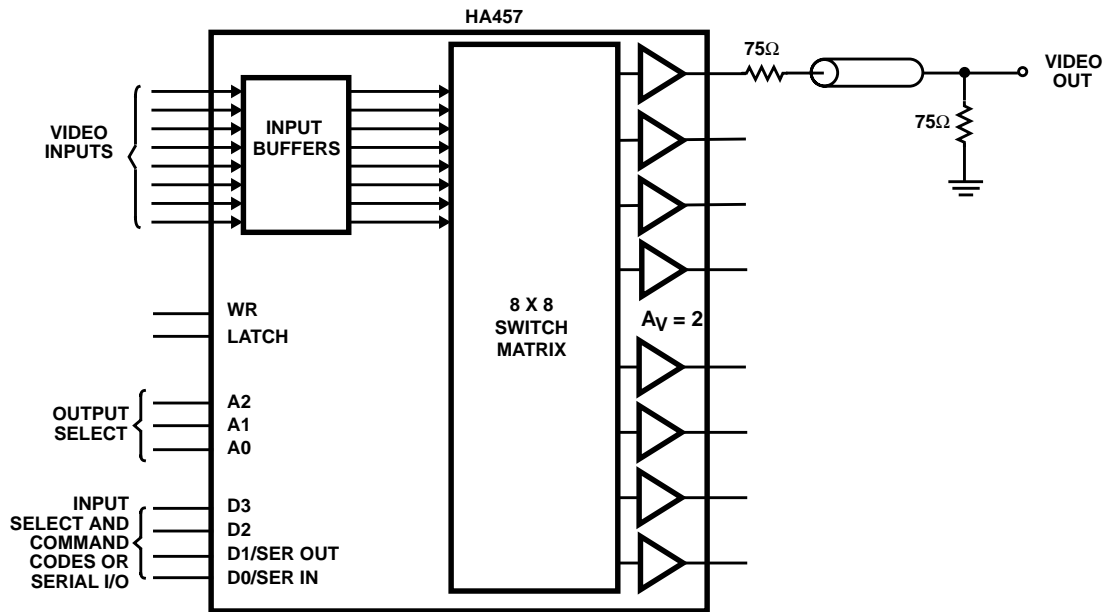 HA457
75Ω
VIDEO
OUT
75Ω
VIDEO
INPUTS
INPUT
BUFFERS
8 X 8
SWITCH
MATRIX
AV = 2
WR
LATCH
OUTPUT
SELECT
A2
A1
A0
INPUT
SELECT AND
COMMAND
CODES OR
SERIAL I/O
D3
D2
D1/SER OUT
D0/SER IN